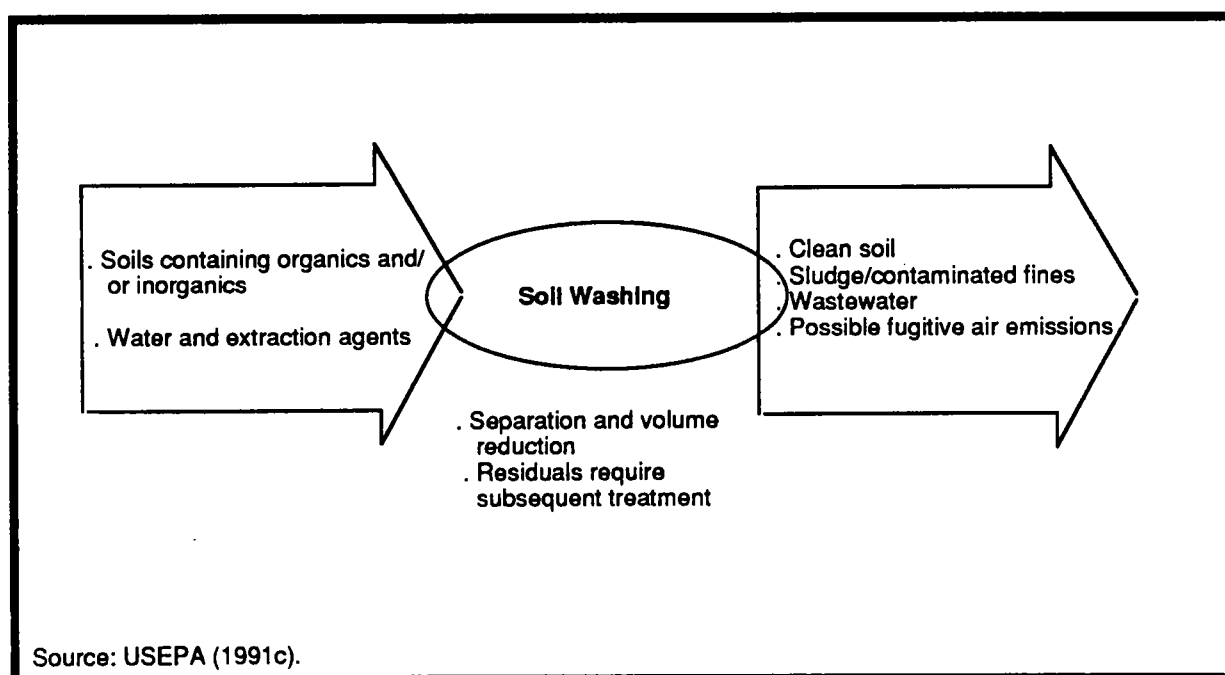 . Soils containing organics and/
or inorganics
. Water and extraction agents
Soil Washing
. Separation and volume
reduction
. Residuals require
subsequent treatment
. Clean soil
. Sludge/contaminated fines
. Wastewater
. Possible fugitive air emissions
Source: USEPA (1991c).